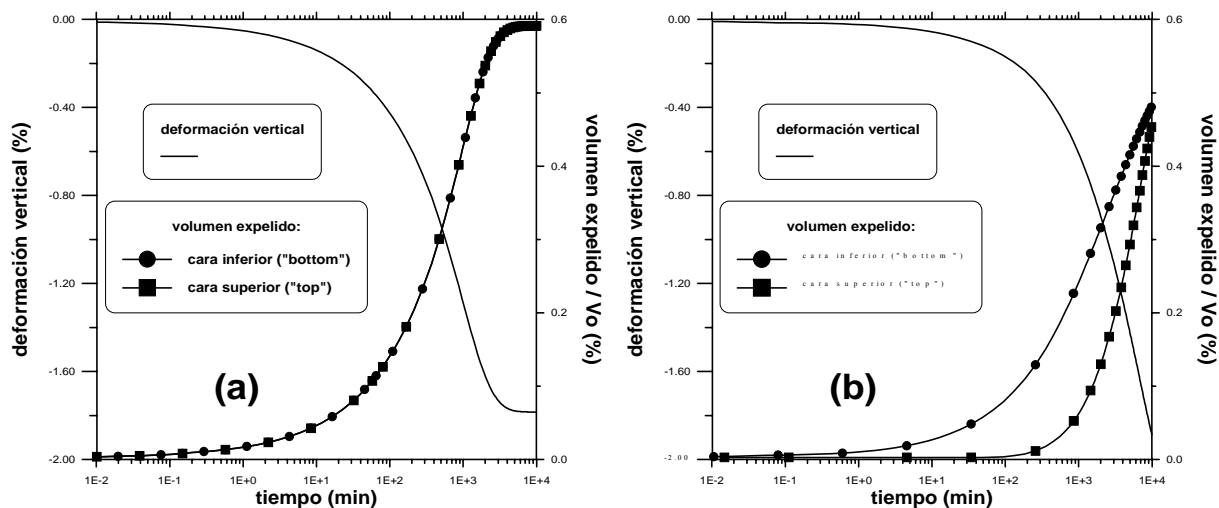 0.00
-0.40
-0.80
-1.20
-1.60
-2.00
deformación vertical (%)
deformación vertical
volumen expelido:
cara inferior ("bottom")
cara superior ("top")
(a)
0.6
0.4
0.2
0.0
volumen expelido / Vo (%)
1E-2 1E-1 1E+0 1E+1 1E+2 1E+3 1E+4
tiempo (min)
0.00
-0.40
-0.80
-1.20
-1.60
-2.00
deformación vertical (%)
deformación vertical
volumen expelido:
cara inferior ("bottom")
cara superior ("top")
(b)
0.6
0.4
0.2
0.0
volumen expelido / Vo (%)
1E-2 1E-1 1E+0 1E+1 1E+2 1E+3 1E+4
tiempo (min)